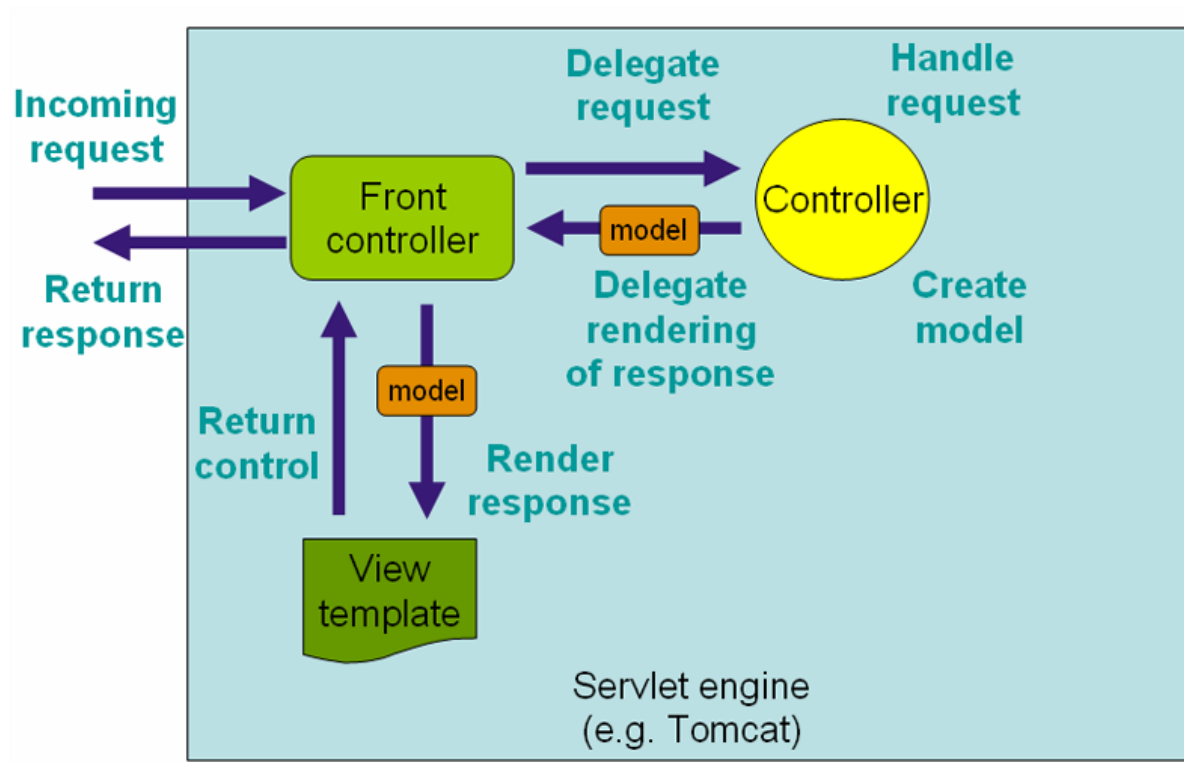 Incoming
request
Return
response
Delegate
request
Handle
request
Front
controller
Controller
model
Delegate
rendering
of response
Create
model
model
Return
control
Render
response
View
template
Servlet engine
(e.g. Tomcat)